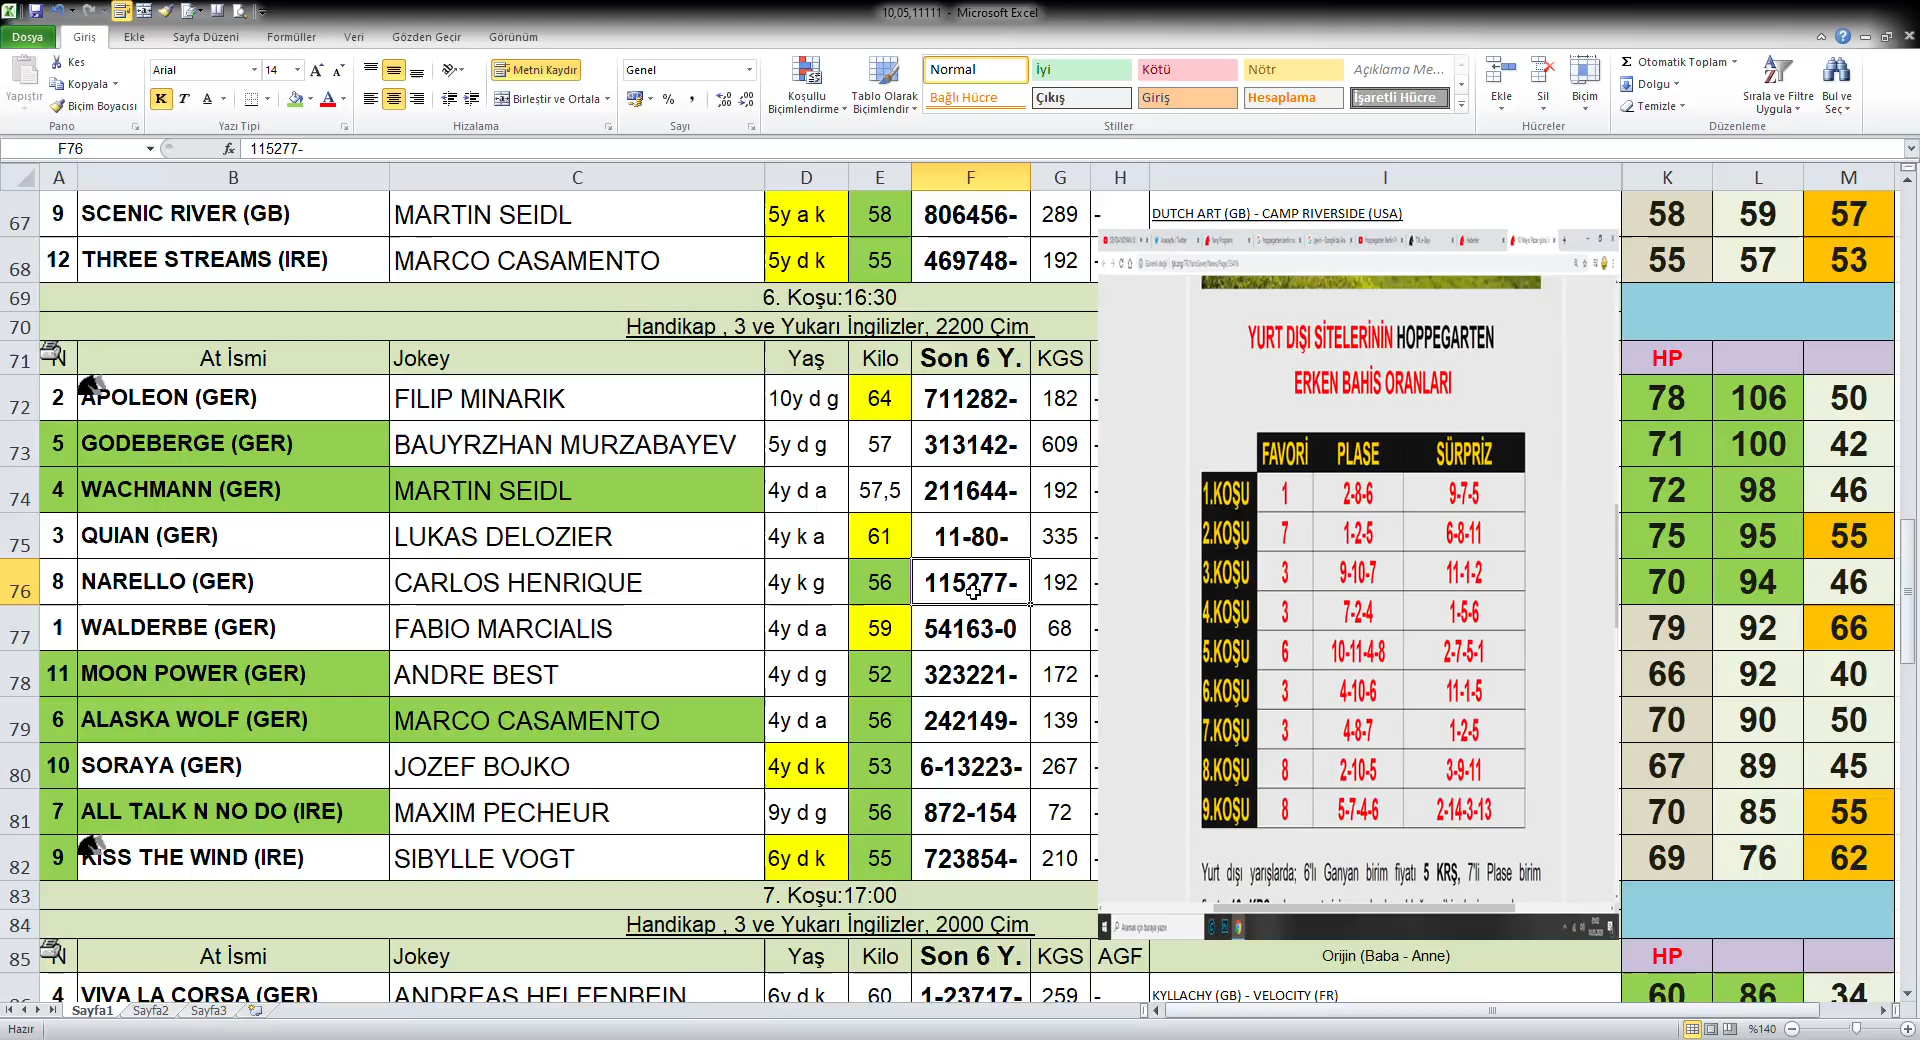 10,05,11111 - Microsoft Excel
Dosya Giriş Ekle Sayfa Düzeni Formüller Veri Gözden Geçir Görünüm
Yapıştır
Kes
Kopyala
Biçim Boyacısı
Pano
Arial 14
K T A
Yazı Tipi
Metni Kaydır
Birleştir ve Ortala
Hizalama
Genel
Sayı
Koşullu Biçimlendirme
Tablo Olarak Biçimlendir
Normal İyi Kötü Nötr Açıklama Me...
Bağlı Hücre Çıkış Giriş Hesaplama İşaretli Hücre
Stiller
Ekle Sil Biçim
Hücreler
Σ Otomatik Toplam
Dolgu
Temizle
Sırala ve Filtre Uygula
Bul ve Seç
Düzenleme
F76 fx 115277-
A B C D E F G H I K L M
67 9 SCENIC RIVER (GB) MARTIN SEIDL 5y a k 58 806456- 289 - DUTCH ART (GB) - CAMP RIVERSIDE (USA) 58 59 57
68 12 THREE STREAMS (IRE) MARCO CASAMENTO 5y d k 55 469748- 192 - 55 57 53
69 6. Koşu:16:30
70 Handikap , 3 ve Yukarı İngilizler, 2200 Çim
71 N At İsmi Jokey Yaş Kilo Son 6 Y. KGS HP
72 2 APOLEON (GER) FILIP MINARIK 10y d g 64 711282- 182 - 78 106 50
73 5 GODEBERGE (GER) BAUYRZHAN MURZABAYEV 5y d g 57 313142- 609 - 71 100 42
74 4 WACHMANN (GER) MARTIN SEIDL 4y d a 57,5 211644- 192 - 72 98 46
75 3 QUIAN (GER) LUKAS DELOZIER 4y k a 61 11-80- 335 - 75 95 55
76 8 NARELLO (GER) CARLOS HENRIQUE 4y k g 56 115277- 192 - 70 94 46
77 1 WALDERBE (GER) FABIO MARCIALIS 4y d a 59 54163-0 68 - 79 92 66
78 11 MOON POWER (GER) ANDRE BEST 4y d g 52 323221- 172 - 66 92 40
79 6 ALASKA WOLF (GER) MARCO CASAMENTO 4y d a 56 242149- 139 - 70 90 50
80 10 SORAYA (GER) JOZEF BOJKO 4y d k 53 6-13223- 267 - 67 89 45
81 7 ALL TALK N NO DO (IRE) MAXIM PECHEUR 9y d g 56 872-154 72 - 70 85 55
82 9 KISS THE WIND (IRE) SIBYLLE VOGT 6y d k 55 723854- 210 - 69 76 62
83 7. Koşu:17:00
84 Handikap , 3 ve Yukarı İngilizler, 2000 Çim
85 N At İsmi Jokey Yaş Kilo Son 6 Y. KGS AGF Orijin (Baba - Anne) HP
4 VIVA LA CORSA (GER) ANDREAS HELFENBEIN 6y d k 60 1-23717- 259 - KYLLACHY (GB) - VELOCITY (FR) 60 86 34
YURT DIŞI SİTELERİNİN HOPPEGARTEN
ERKEN BAHİS ORANLARI
FAVORİ PLASE SÜRPRİZ
1.KOŞU 1 2-8-6 9-7-5
2.KOŞU 7 1-2-5 6-8-11
3.KOŞU 3 9-10-7 11-1-2
4.KOŞU 3 7-2-4 1-5-6
5.KOŞU 6 10-11-4-8 2-7-5-1
6.KOŞU 3 4-10-6 11-1-5
7.KOŞU 3 4-8-7 1-2-5
8.KOŞU 8 2-10-5 3-9-11
9.KOŞU 8 5-7-4-6 2-14-3-13
Yurt dışı yarışlarda; 6'lı Ganyan birim fiyatı 5 KRŞ, 7'li Plase birim
Aramak için buraya yazın
Sayfa1 Sayfa2 Sayfa3
Hazır %140